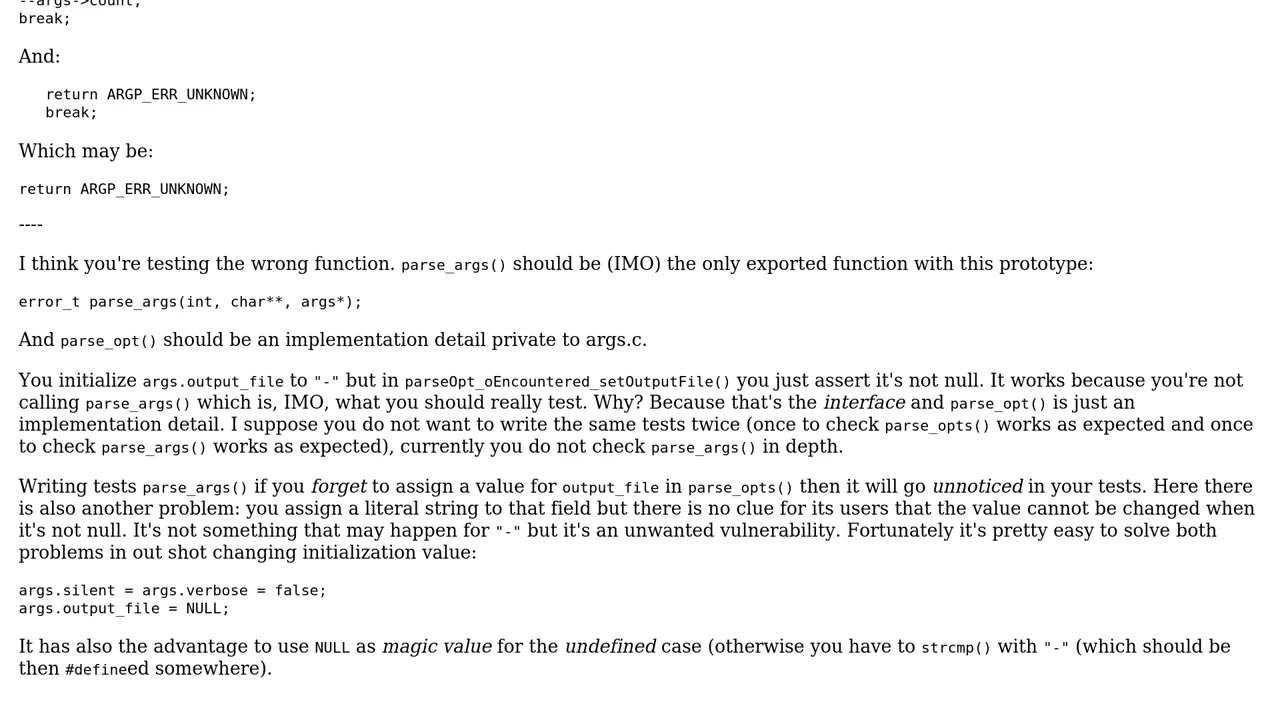 --args->count;
break;
And:
return ARGP_ERR_UNKNOWN;
break;
Which may be:
return ARGP_ERR_UNKNOWN;
----
I think you're testing the wrong function. parse_args() should be (IMO) the only exported function with this prototype:
error_t parse_args(int, char**, args*);
And parse_opt() should be an implementation detail private to args.c.
You initialize args.output_file to "-" but in parseOpt_oEncountered_setOutputFile() you just assert it's not null. It works because you're not
calling parse_args() which is, IMO, what you should really test. Why? Because that's the interface and parse_opt() is just an
implementation detail. I suppose you do not want to write the same tests twice (once to check parse_opts() works as expected and once
to check parse_args() works as expected), currently you do not check parse_args() in depth.
Writing tests parse_args() if you forget to assign a value for output_file in parse_opts() then it will go unnoticed in your tests. Here there
is also another problem: you assign a literal string to that field but there is no clue for its users that the value cannot be changed when
it's not null. It's not something that may happen for "-" but it's an unwanted vulnerability. Fortunately it's pretty easy to solve both
problems in out shot changing initialization value:
args.silent = args.verbose = false;
args.output_file = NULL;
It has also the advantage to use NULL as magic value for the undefined case (otherwise you have to strcmp() with "-" (which should be
then #defineed somewhere).